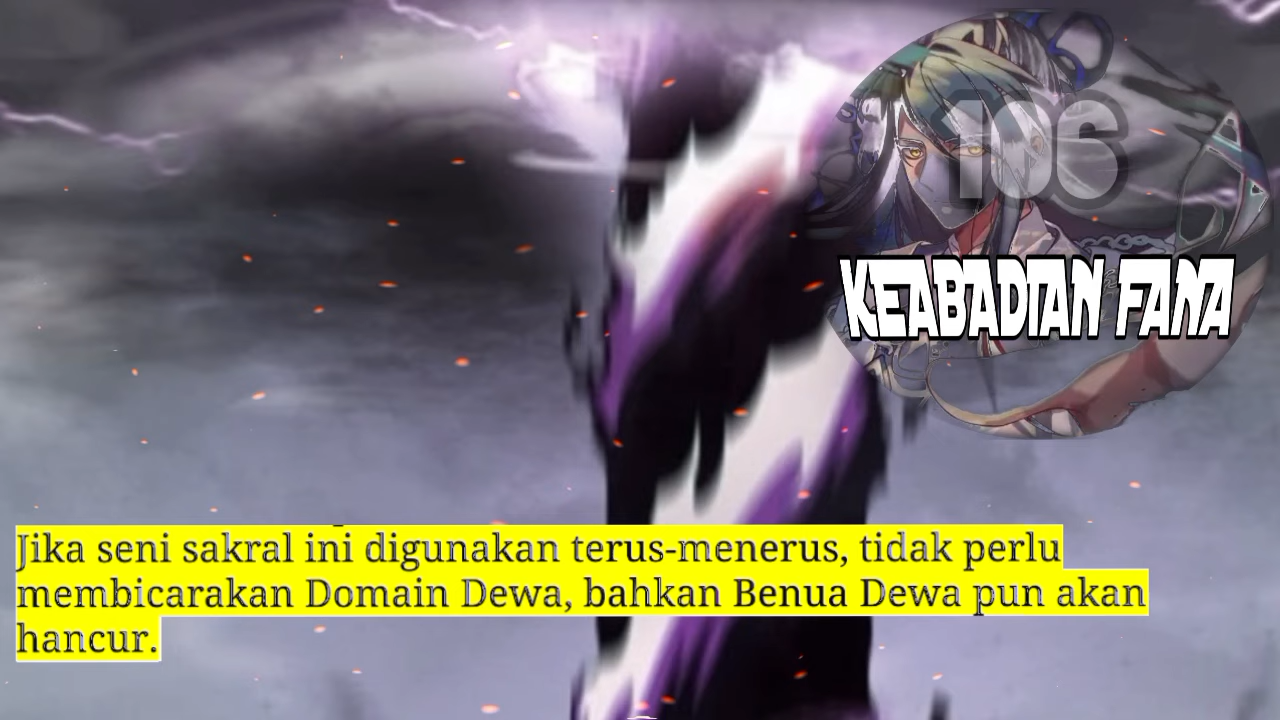 106
KEABADIAN FANA
Jika seni sakral ini digunakan terus-menerus, tidak perlu
membicarakan Domain Dewa, bahkan Benua Dewa pun akan
hancur.